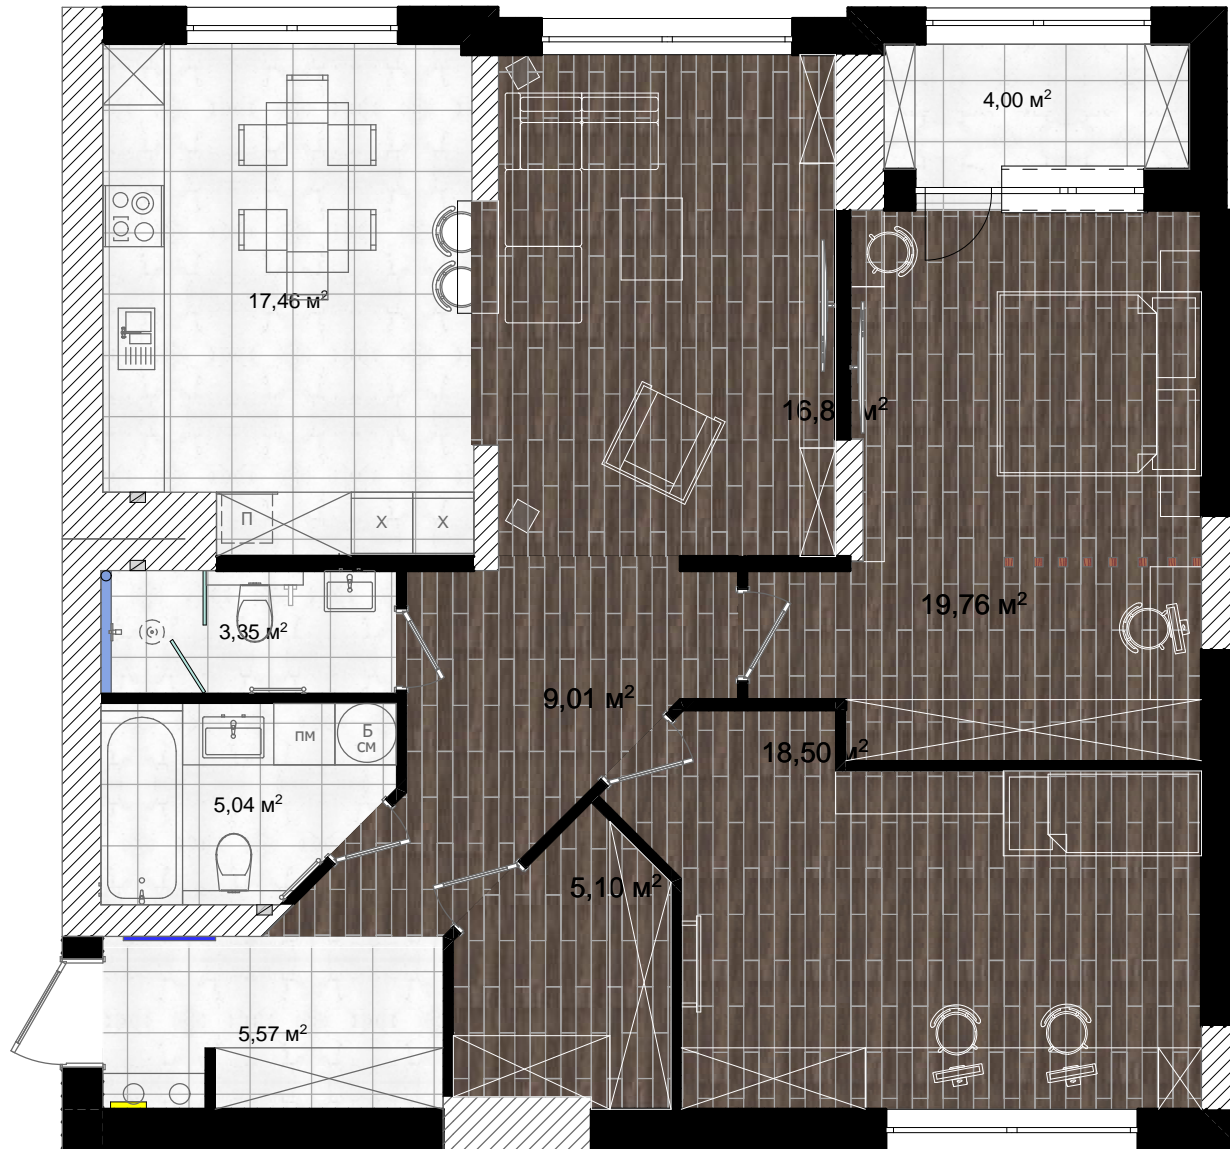 4,00 м²
17,46 м²
16,8 м²
П
Х
Х
19,76 м²
3,35 м²
9,01 м²
пм
Б
см
18,50 м²
5,04 м²
5,10 м²
5,57 м²